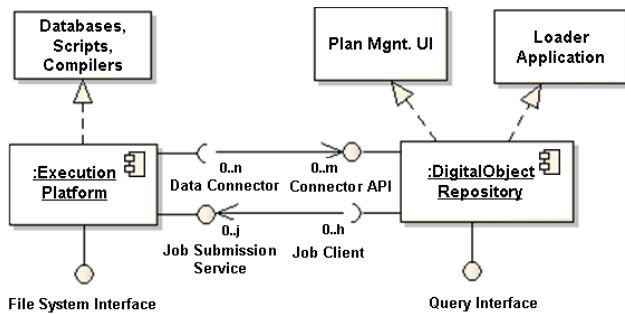 Databases,
Scripts,
Compilers
Plan Mgnt. UI
Loader
Application
:Execution
Platform
0..n
0..m
Data Connector
Connector API
:DigitalObject
Repository
0..j
0..h
Job Submission
Service
Job Client
File System Interface
Query Interface